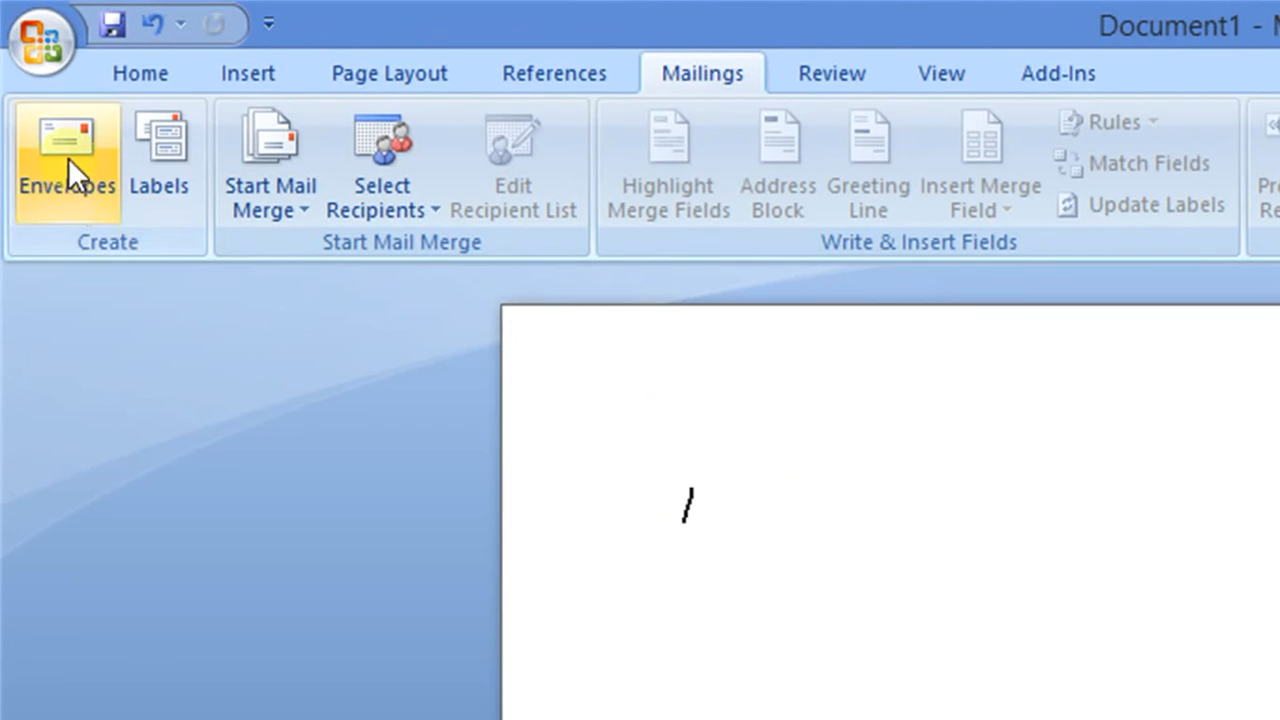 Document1 -
Home Insert Page Layout References Mailings Review View Add-Ins
Envelopes Labels
Create
Start Mail Merge
Select Recipients
Edit Recipient List
Start Mail Merge
Highlight Merge Fields
Address Block
Greeting Line
Insert Merge Field
Rules
Match Fields
Update Labels
Write & Insert Fields